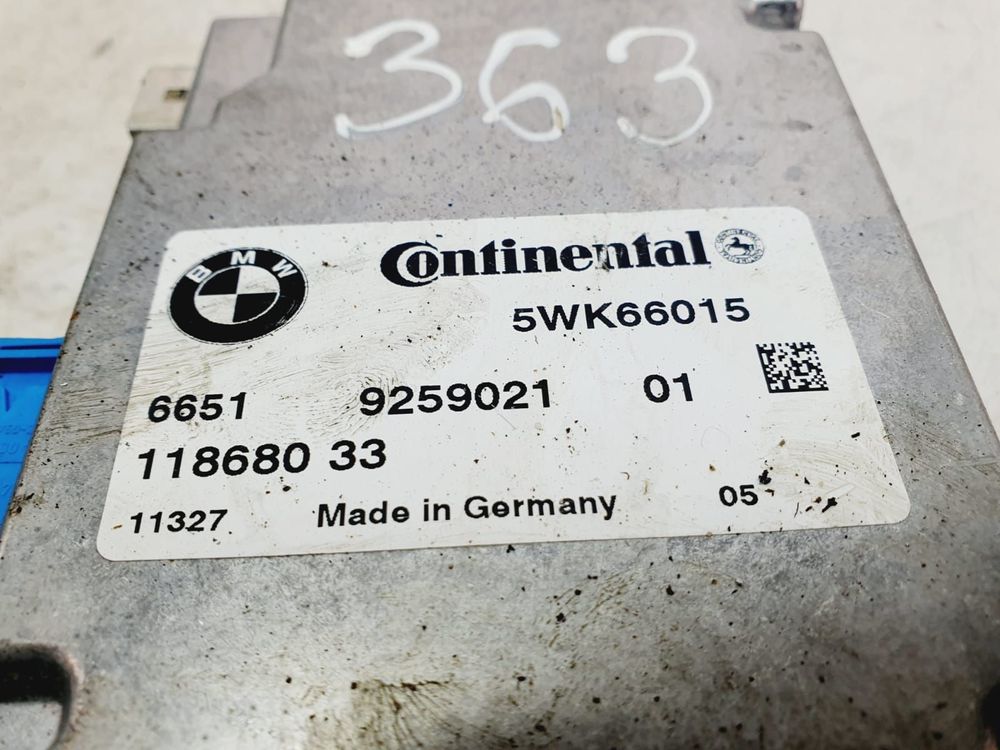 363
BMW
Continental
5WK66015
6651 9259021 01
118680 33
11327 Made in Germany 05